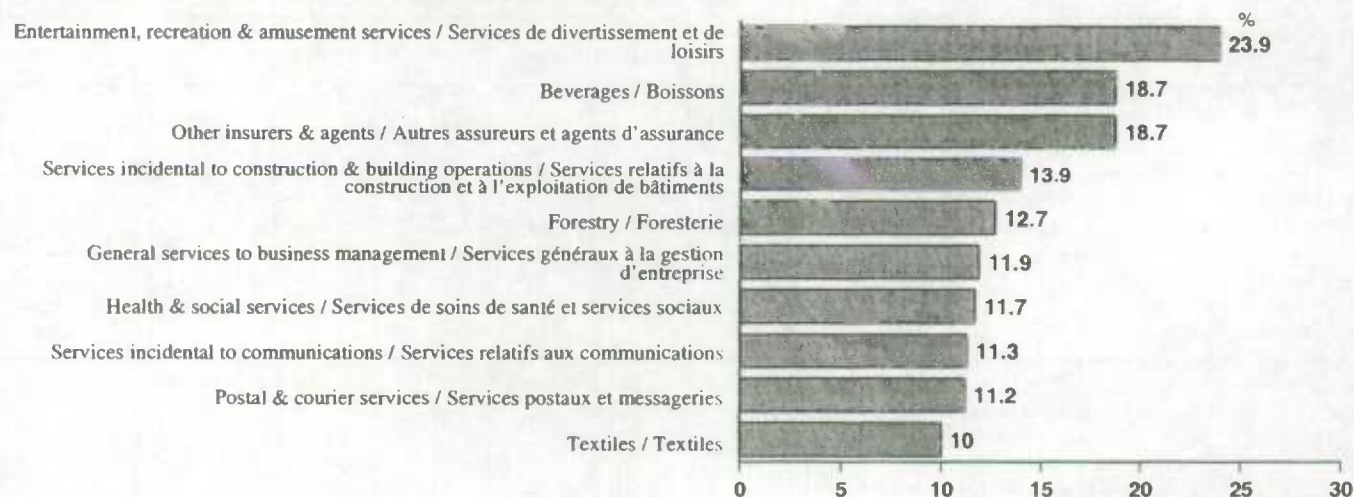 %
Entertainment, recreation & amusement services / Services de divertissement et de
loisirs
23.9
Beverages / Boissons
18.7
Other insurers & agents / Autres assureurs et agents d'assurance
18.7
Services incidental to construction & building operations / Services relatifs à la
construction et à l'exploitation de bâtiments
13.9
Forestry / Foresterie
12.7
General services to business management / Services généraux à la gestion
d'entreprise
11.9
Health & social services / Services de soins de santé et services sociaux
11.7
Services incidental to communications / Services relatifs aux communications
11.3
Postal & courier services / Services postaux et messageries
11.2
Textiles / Textiles
10
0 5 10 15 20 25 30